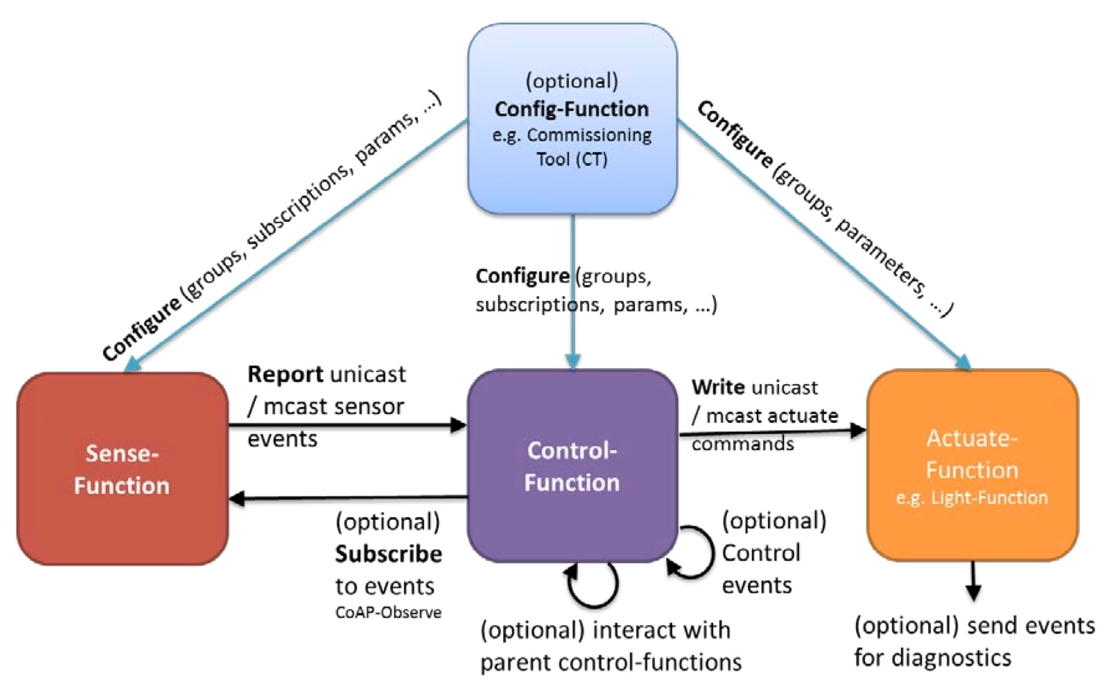 (optional)
Config-Function
e.g. Commissioning
Tool (CT)
Configure (groups, subscriptions, params, ...)
Configure (groups,
subscriptions, params, ...)
Configure (groups, parameters, ...)
Sense-
Function
Report unicast
/ mcast sensor
events
(optional)
Subscribe
to events
CoAP-Observe
Control-
Function
Write unicast
/ mcast actuate
commands
(optional)
Control
events
(optional) interact with
parent control-functions
Actuate-
Function
e.g. Light-Function
(optional) send events
for diagnostics